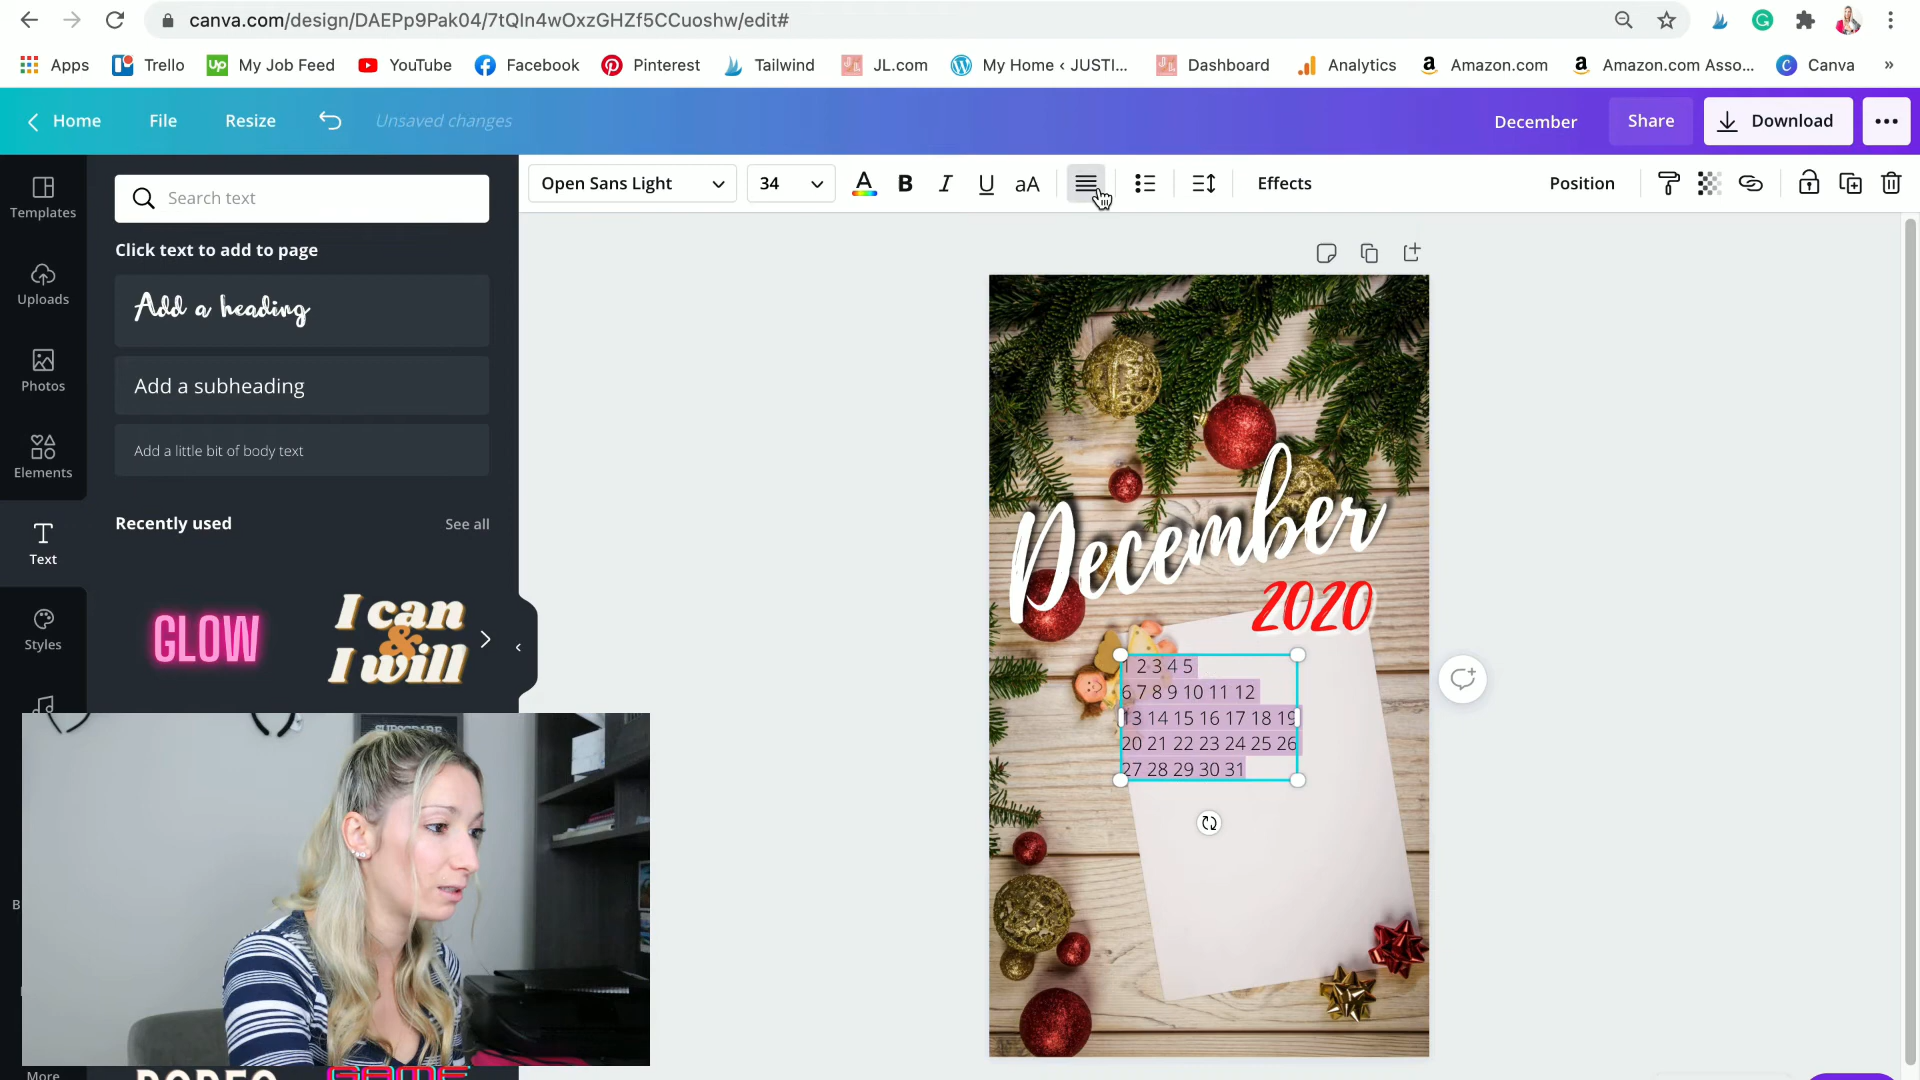 canva.com/design/DAEPp9Pak04/7tQIn4wOxzGHZf5CCuoshw/edit#
Apps Trello My Job Feed YouTube Facebook Pinterest Tailwind JL.com My Home ‹ JUSTI... Dashboard Analytics Amazon.com Amazon.com Asso... Canva »
Home File Resize Unsaved changes December Share Download
Templates
Uploads
Photos
Elements
Text
Styles
More
Search text
Click text to add to page
Add a heading
Add a subheading
Add a little bit of body text
Recently used See all
GLOW
I can
&
I will
RODEO GAME
Open Sans Light 34 A B I U aA Effects Position
December
2020
1 2 3 4 5
6 7 8 9 10 11 12
13 14 15 16 17 18 19
20 21 22 23 24 25 26
27 28 29 30 31
SUBSCRIBE